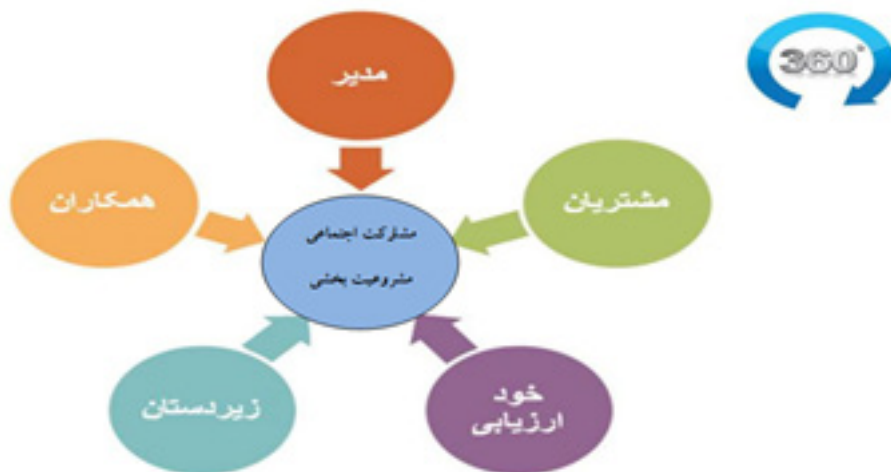 360°
مدیر
مشتریان
همکاران
مشارکت اجتماعی
مشروعیت بخشی
خود
ارزیابی
زیردستان